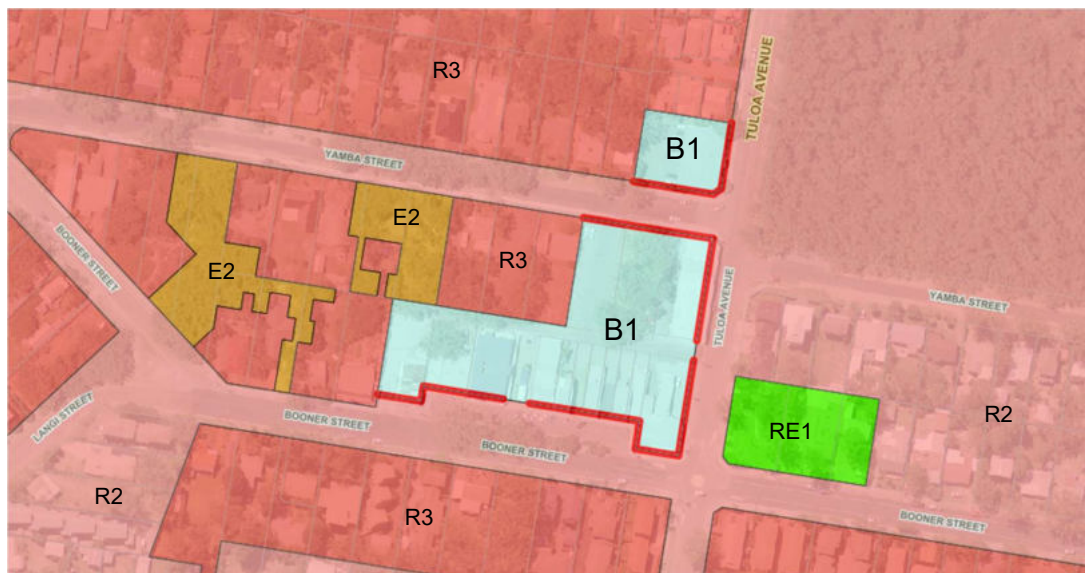 R3
TULOA AVENUE
B1
YAMBA STREET
E2
E2
R3
BOONER STREET
TULOA AVENUE
YAMBA STREET
B1
LANGI STREET
BOONER STREET
BOONER STREET
RE1
R2
R2
R3
BOONER STREET